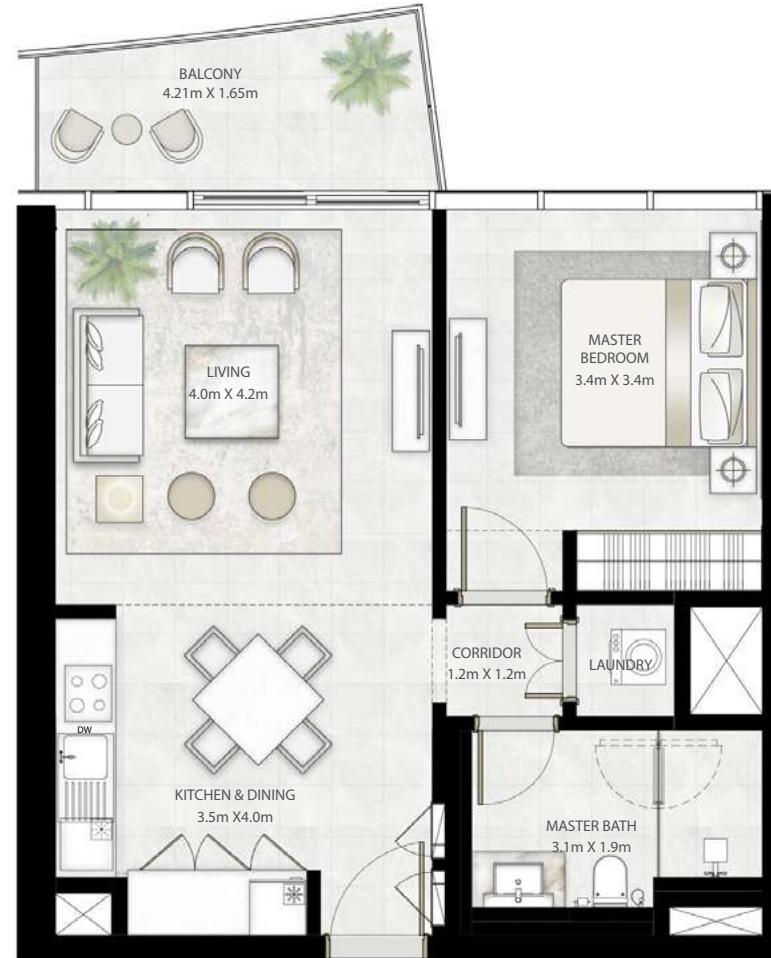 BALCONY
4.21m X 1.65m
LIVING
4.0m X 4.2m
MASTER
BEDROOM
3.4m X 3.4m
CORRIDOR
1.2m X 1.2m
LAUNDRY
DW
KITCHEN & DINING
3.5m X4.0m
MASTER BATH
3.1m X 1.9m